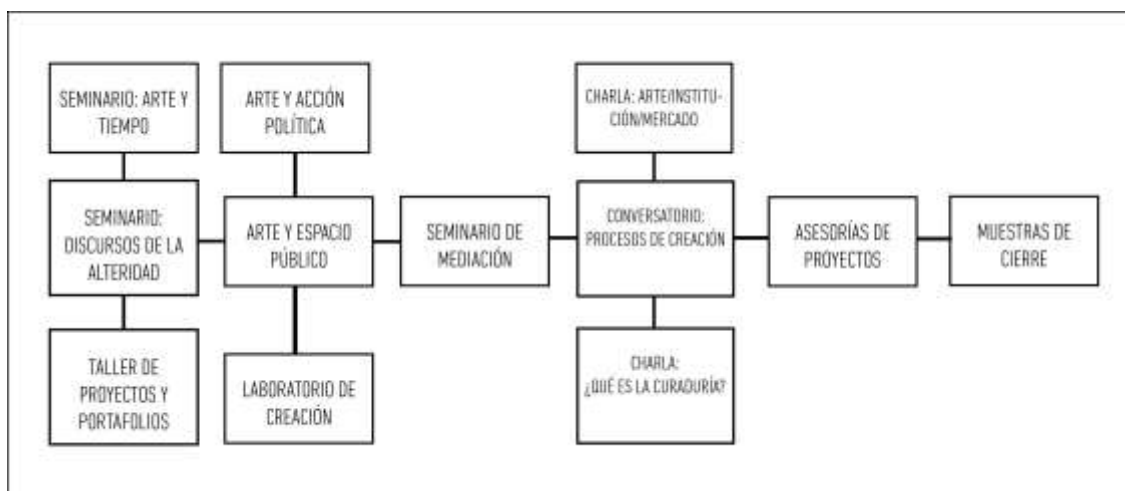 SEMINARIO: ARTE Y
TIEMPO
SEMINARIO:
DISCURSOS DE LA
ALTERIDAD
TALLER DE
PROYECTOS Y
PORTAFOLIOS
ARTE Y ACCIÓN
POLÍTICA
ARTE Y ESPACIO
PÚBLICO
LABORATORIO DE
CREACIÓN
SEMINARIO DE
MEDIACIÓN
CHARLA: ARTE/INSTITU-
CIÓN/MERCADO
CONVERSATORIO:
PROCESOS DE CREACIÓN
CHARLA:
¿QUÉ ES LA CURADURÍA?
ASESORÍAS DE
PROYECTOS
MUESTRAS DE
CIERRE